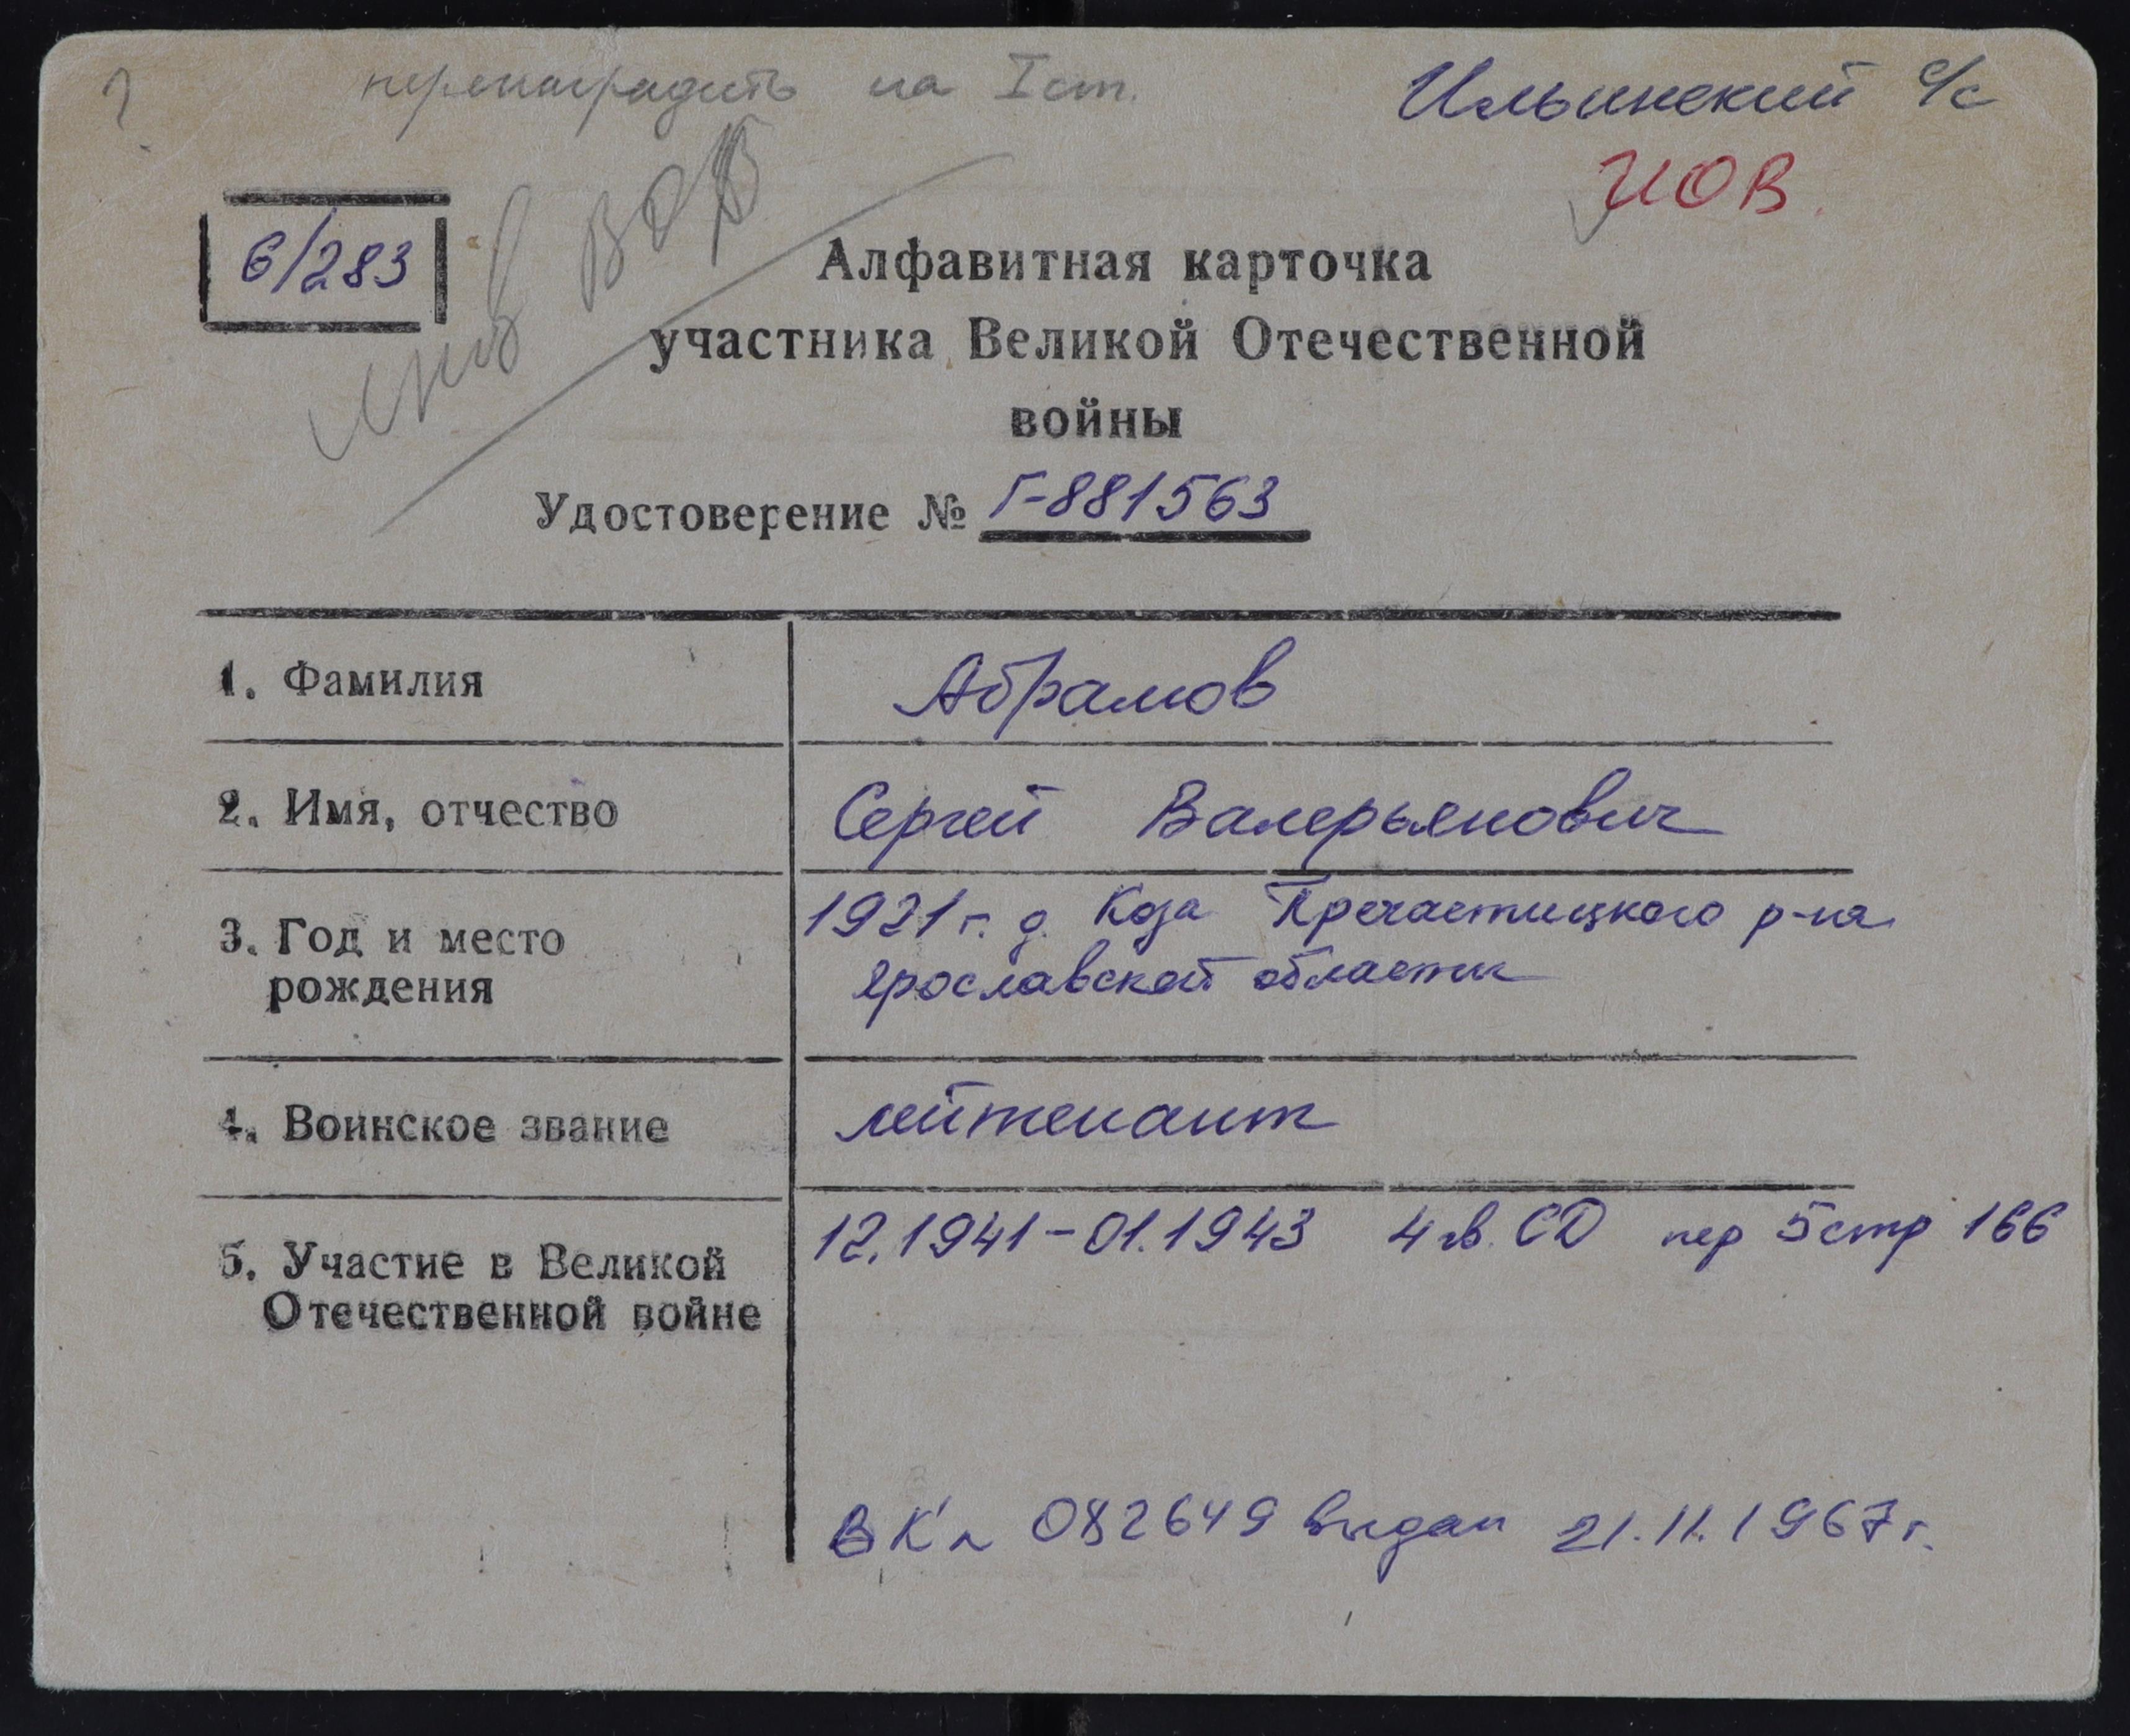 перенаградить на I ст.
Ильинский с/с
ИОВ.
6/283
инв ВОВ
Алфавитная карточка
участника Великой Отечественной
войны
Удостоверение № Г-881563
1. Фамилия
Абрамов
2. Имя, отчество
Сергей Валерьянович
3. Год и место
рождения
1921 г. д. Коза Пречастицкого р-на
Ярославской области
4. Воинское звание
лейтенант
5. Участие в Великой
Отечественной войне
12.1941-01.1943 4 гв. СД пер 5 стр 166
082649 выдан 21.11.1967 г.